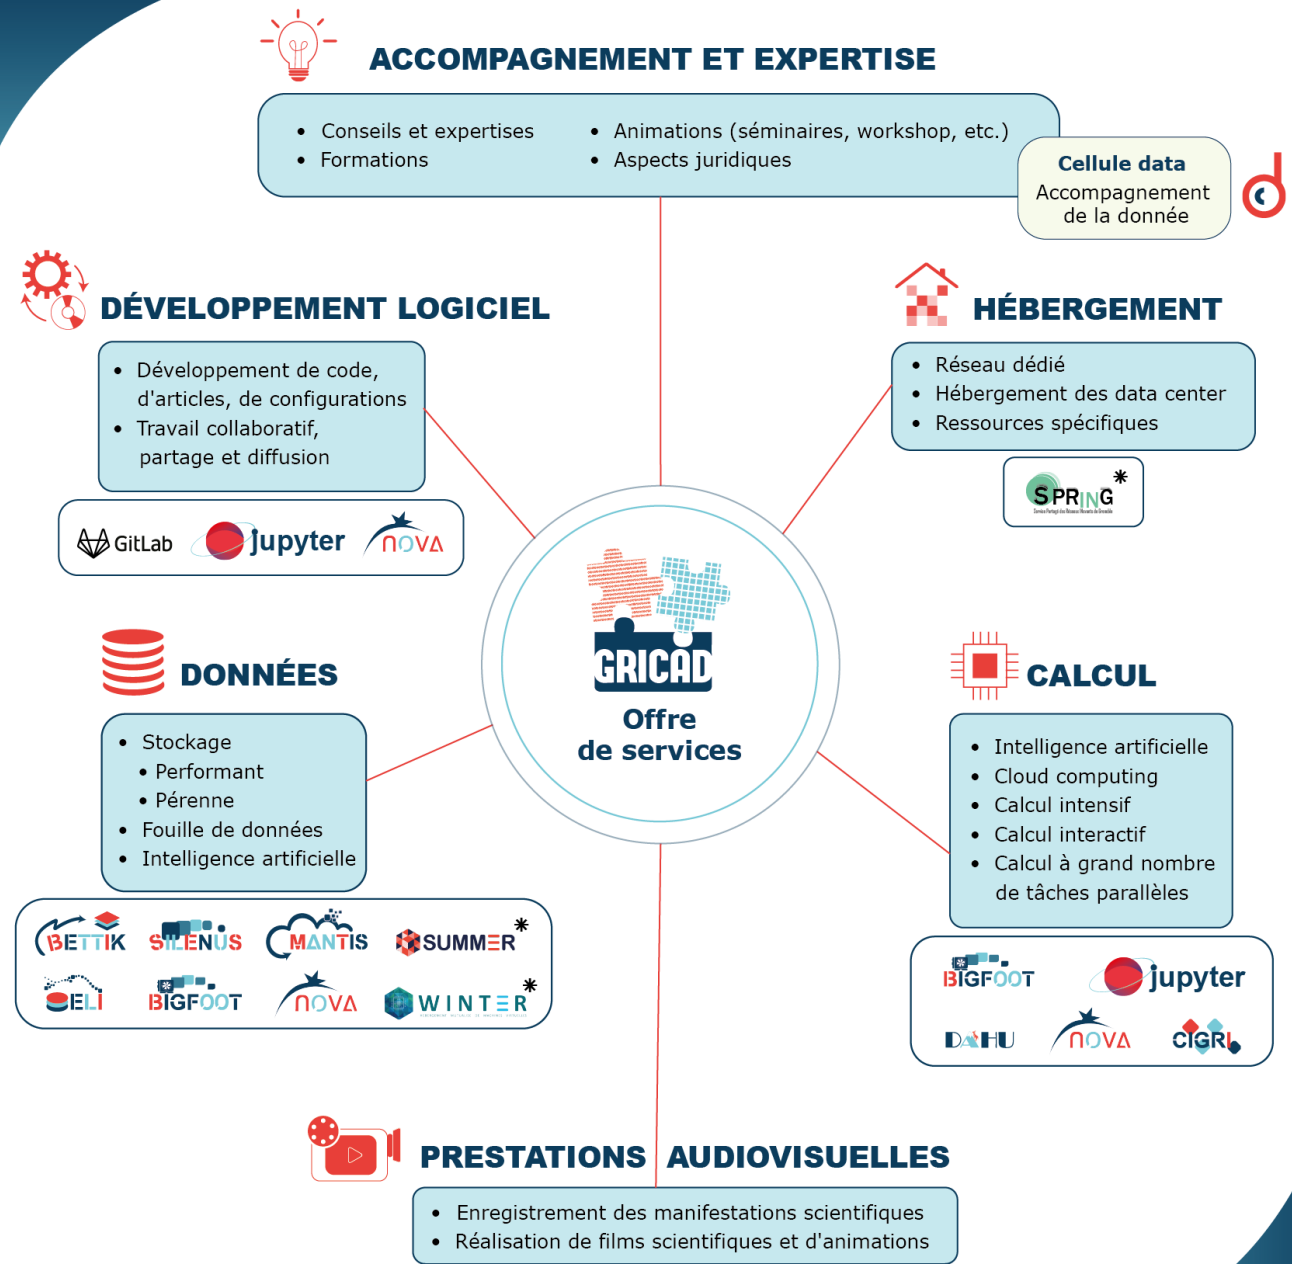 ACCOMPAGNEMENT ET EXPERTISE
• Conseils et expertises
• Formations
• Animations (séminaires, workshop, etc.)
• Aspects juridiques
Cellule data
Accompagnement
de la donnée
DÉVELOPPEMENT LOGICIEL
• Développement de code,
d'articles, de configurations
• Travail collaboratif,
partage et diffusion
GitLab
jupyter
NOVA
HÉBERGEMENT
• Réseau dédié
• Hébergement des data center
• Ressources spécifiques
SPRING*
GRICAD
Offre
de services
DONNÉES
• Stockage
• Performant
• Pérenne
• Fouille de données
• Intelligence artificielle
BETTIK
SILENUS
MANTIS
SUMMER*
ELI
BIGFOOT
NOVA
WINTER*
CALCUL
• Intelligence artificielle
• Cloud computing
• Calcul intensif
• Calcul interactif
• Calcul à grand nombre
de tâches parallèles
BIGFOOT
jupyter
DAHU
NOVA
CIGRI
PRESTATIONS AUDIOVISUELLES
• Enregistrement des manifestations scientifiques
• Réalisation de films scientifiques et d'animations